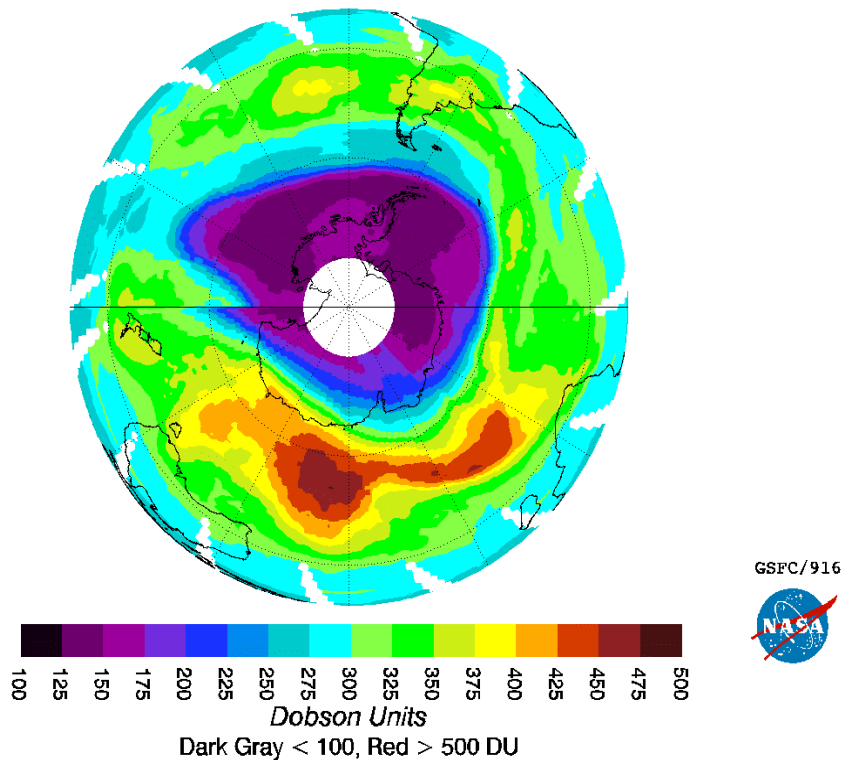 GSFC/916
NASA
100 125 150 175 200 225 250 275 300 325 350 375 400 425 450 475 500
Dobson Units
Dark Gray < 100, Red > 500 DU